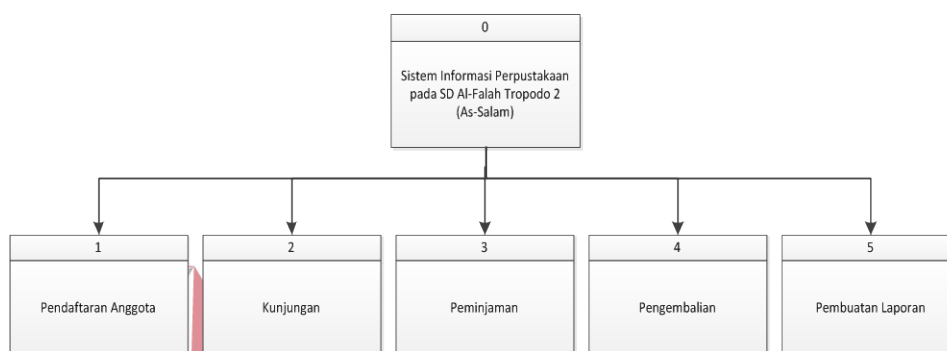 0
Sistem Informasi Perpustakaan
pada SD Al-Falah Tropodo 2
(As-Salam)
1
Pendaftaran Anggota
2
Kunjungan
3
Peminjaman
4
Pengembalian
5
Pembuatan Laporan